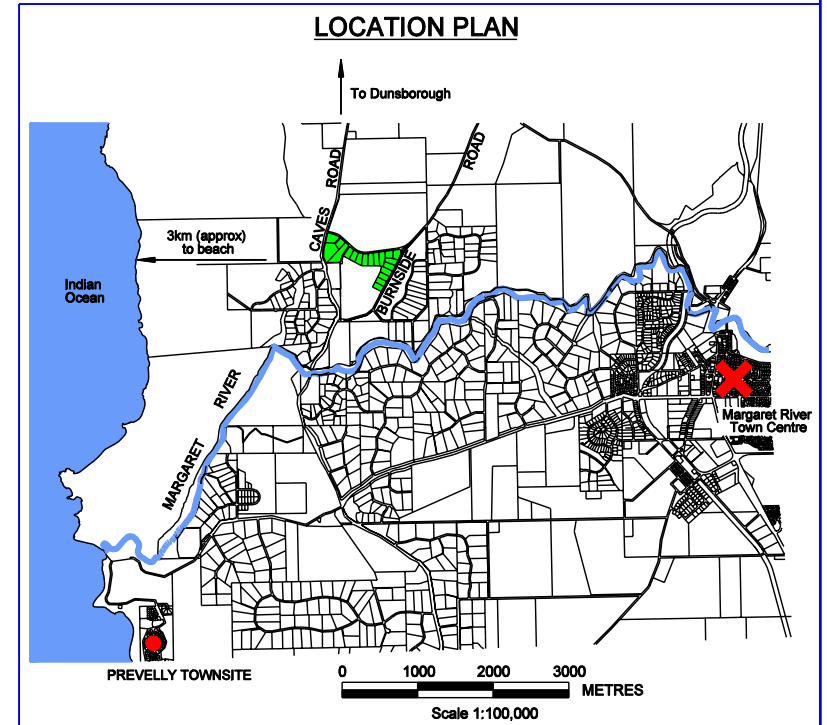 LOCATION PLAN
To Dunsborough
ROAD
CAVES
ROAD
BURNSIDE
3km (approx)
to beach
Indian
Ocean
MARGARET RIVER
Margaret River
Town Centre
PREVELLY TOWNSITE
0 1000 2000 3000
METRES
Scale 1:100,000